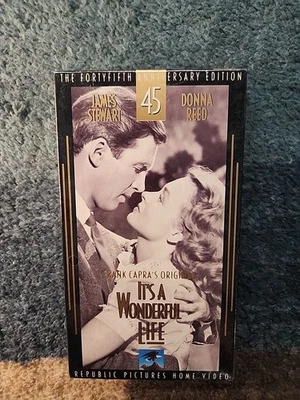 THE FORTYFIFTH ANNIVERSARY EDITION
JAMES
STEWART
45
DONNA
REED
FRANK CAPRA'S ORIGINAL
IT'S A
WONDERFUL
LIFE
REPUBLIC PICTURES HOME VIDEO